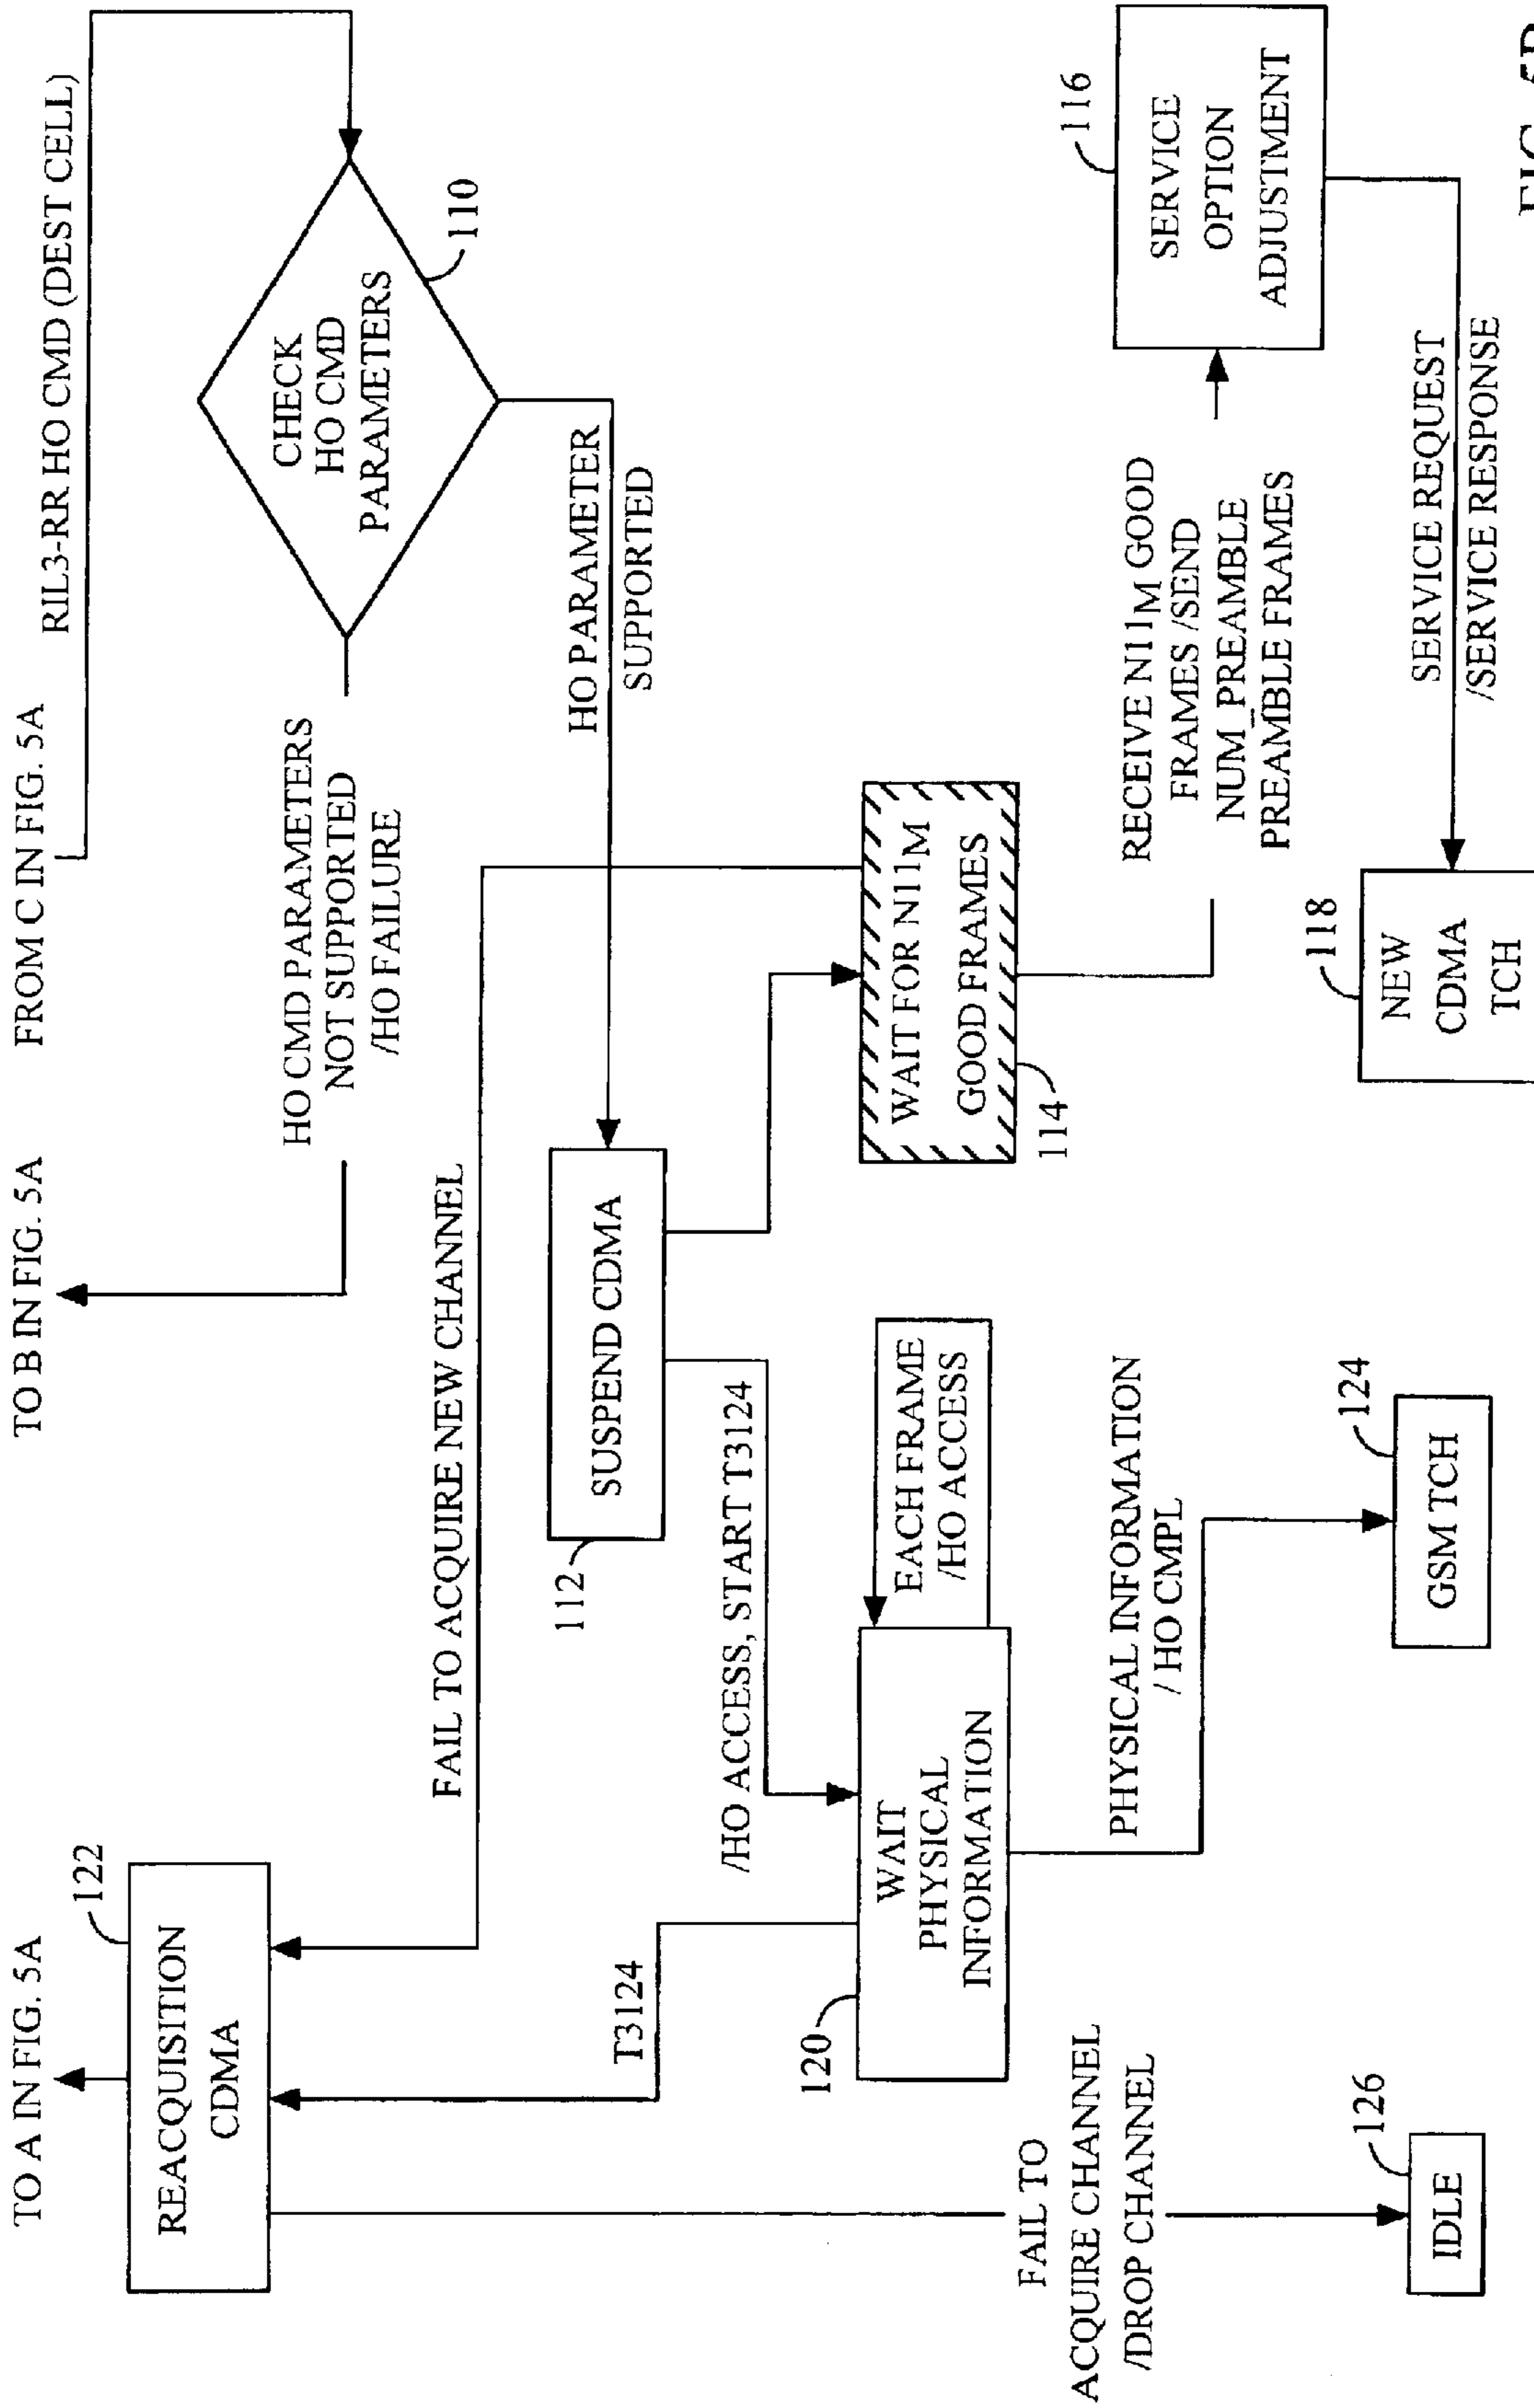 TO A IN FIG. 5A
TO B IN FIG. 5A
FROM C IN FIG. 5A
RIL3-RR HO CMD (DEST CELL)
REACQUISITION
CDMA
122
HO CMD PARAMETERS
NOT SUPPORTED
/HO FAILURE
CHECK
HO CMD
PARAMETERS
110
FAIL TO ACQUIRE NEW CHANNEL
HO PARAMETER
SUPPORTED
SUSPEND CDMA
112
T3124
/HO ACCESS, START T3124
WAIT
PHYSICAL
INFORMATION
120
EACH FRAME
/HO ACCESS
WAIT FOR N11M
GOOD FRAMES
114
RECEIVE N11M GOOD
FRAMES /SEND
NUM_PREAMBLE
PREAMBLE FRAMES
SERVICE
OPTION
ADJUSTMENT
116
FAIL TO
ACQUIRE CHANNEL
/DROP CHANNEL
PHYSICAL INFORMATION
/ HO CMPL
SERVICE REQUEST
/SERVICE RESPONSE
IDLE
126
GSM TCH
124
NEW
CDMA
TCH
118